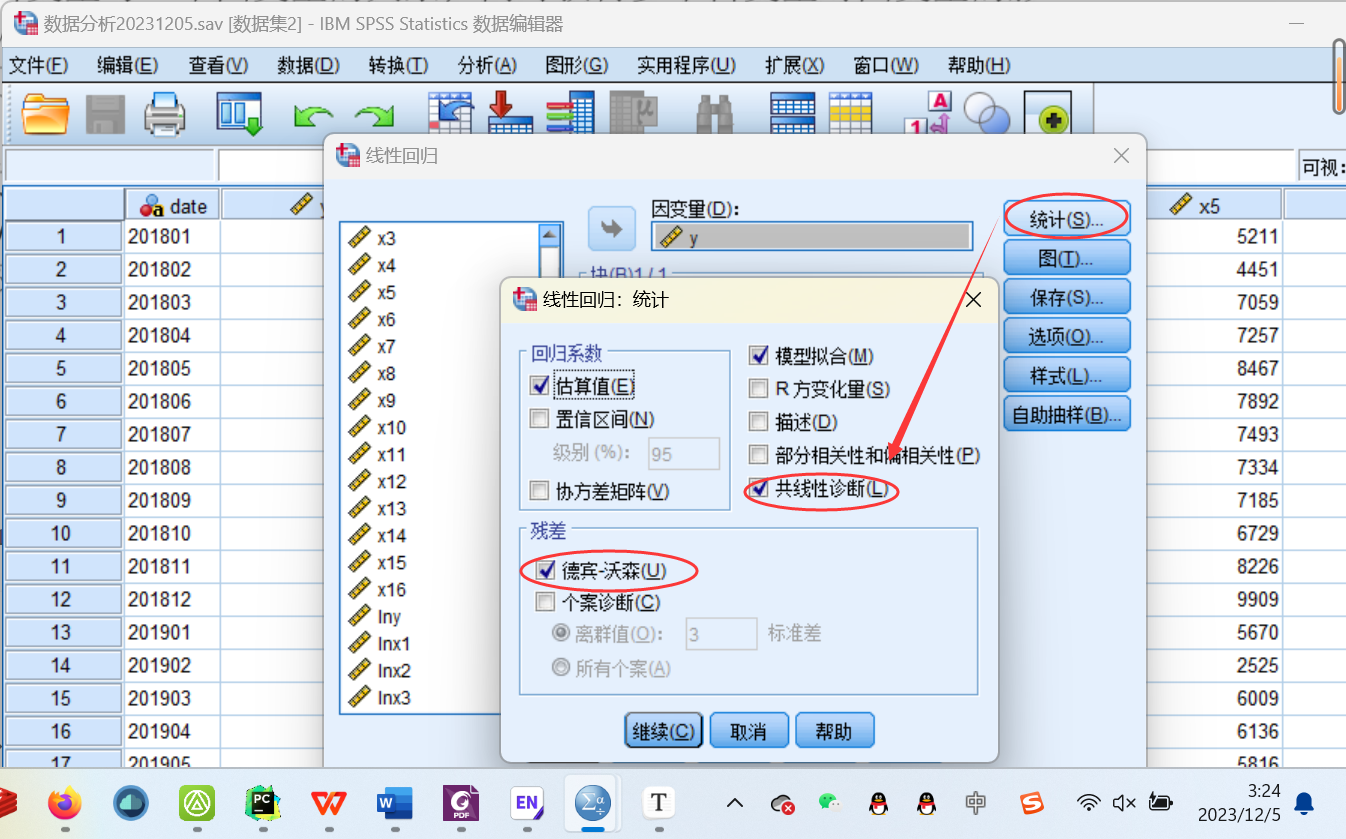 数据分析20231205.sav [数据集2] - IBM SPSS Statistics 数据编辑器
文件(F) 编辑(E) 查看(V) 数据(D) 转换(T) 分析(A) 图形(G) 实用程序(U) 扩展(X) 窗口(W) 帮助(H)
μ A 1
可视:
date x5
1 201801 5211
2 201802 4451
3 201803 7059
4 201804 7257
5 201805 8467
6 201806 7892
7 201807 7493
8 201808 7334
9 201809 7185
10 201810 6729
11 201811 8226
12 201812 9909
13 201901 5670
14 201902 2525
15 201903 6009
16 201904 6136
17 201905 5816
线性回归
x3
x4
x5
x6
x7
x8
x9
x10
x11
x12
x13
x14
x15
x16
lny
lnx1
lnx2
lnx3
因变量(D):
y
块(B)1 / 1
统计(S)...
图(T)...
保存(S)...
选项(O)...
样式(L)...
自助抽样(B)...
线性回归：统计
回归系数
估算值(E)
置信区间(N)
级别 (%)： 95
协方差矩阵(V)
模型拟合(M)
R 方变化量(S)
描述(D)
部分相关性和偏相关性(P)
共线性诊断(L)
残差
德宾-沃森(U)
个案诊断(C)
离群值(O)： 3 标准差
所有个案(A)
继续(C) 取消 帮助
PC W PDF EN Σα T 中 S
3:24
2023/12/5